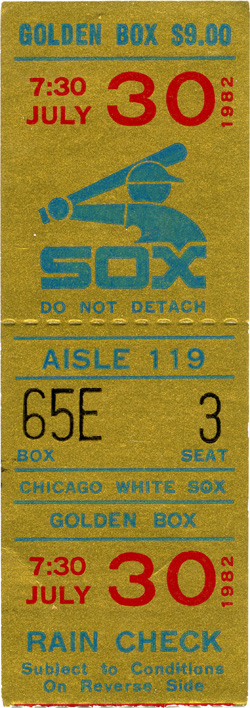 GOLDEN BOX $9.00
7:30
JULY 30 1982
SOX
DO NOT DETACH
AISLE 119
65E 3
BOX SEAT
CHICAGO WHITE SOX
GOLDEN BOX
7:30
JULY 30 1982
RAIN CHECK
Subject to Conditions
On Reverse Side